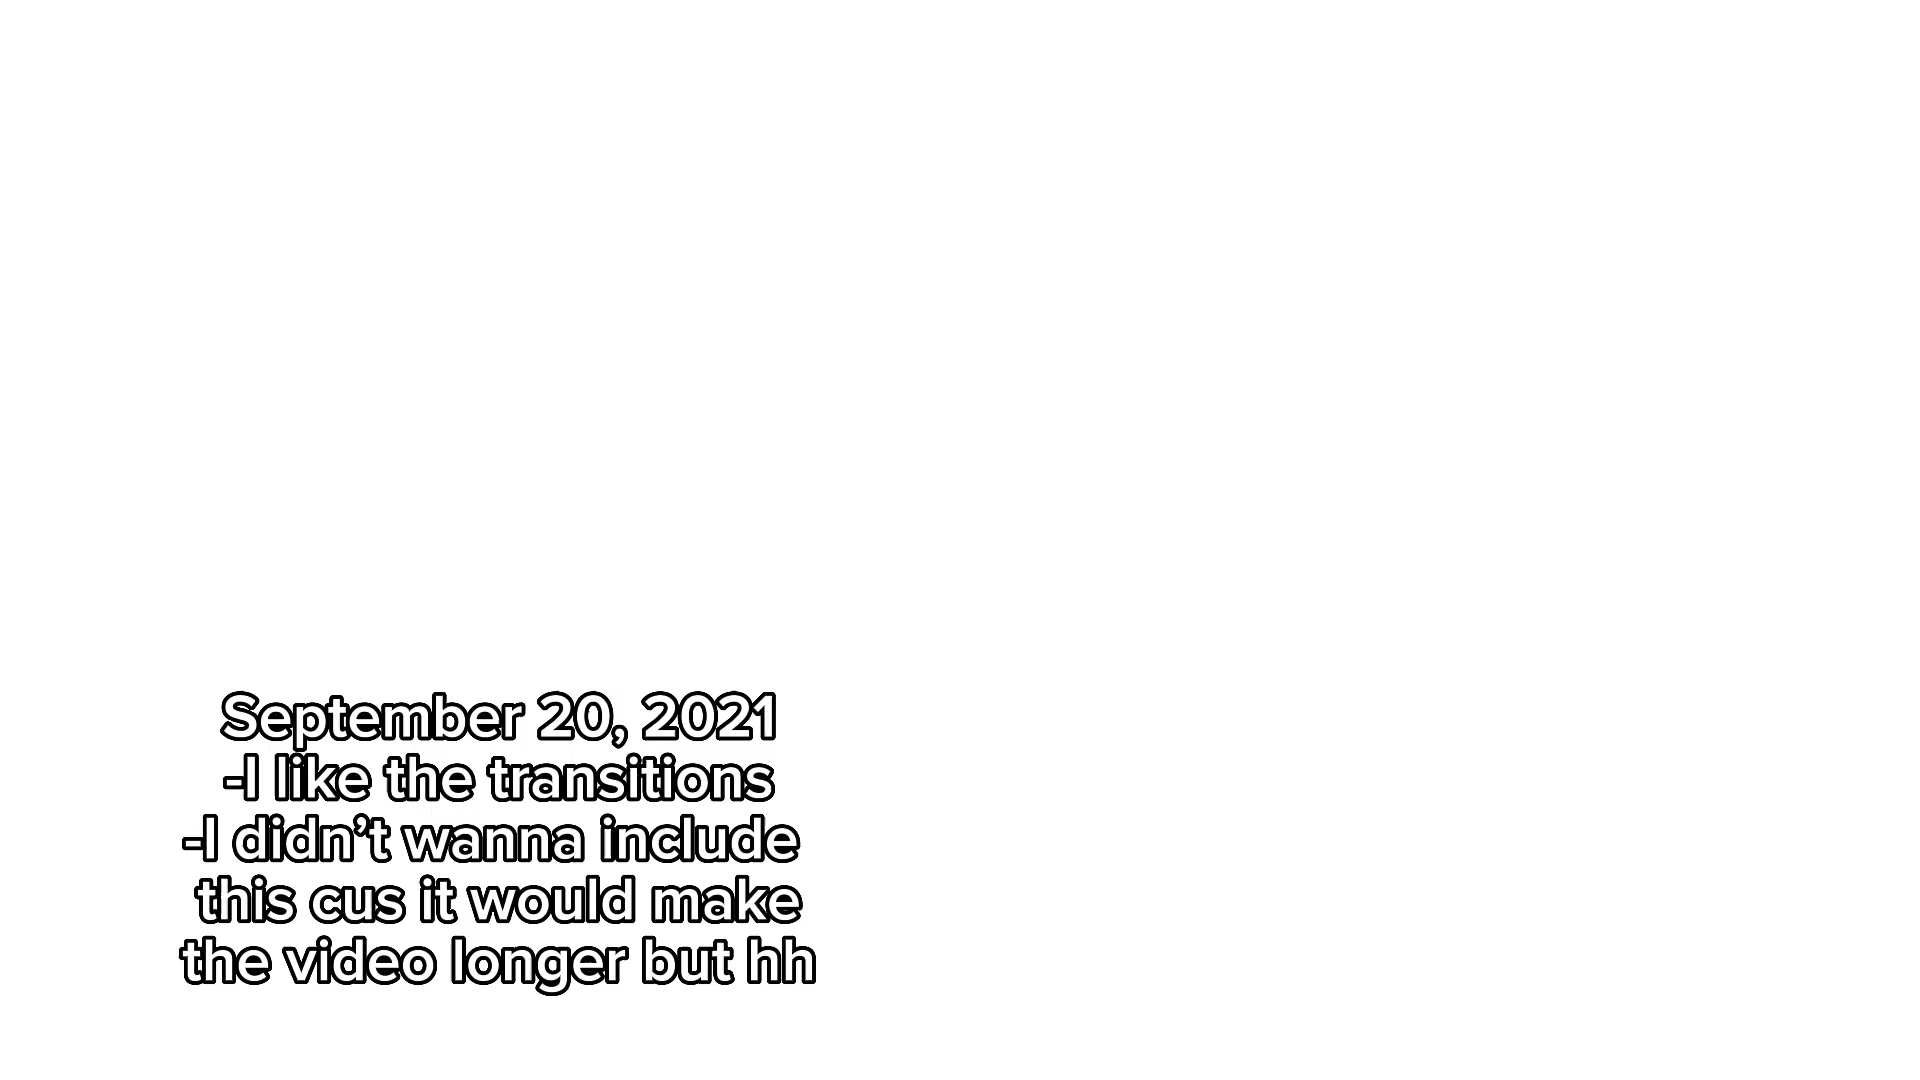 September 20, 2021
-I like the transitions
-I didn’t wanna include
this cus it would make
the video longer but hh